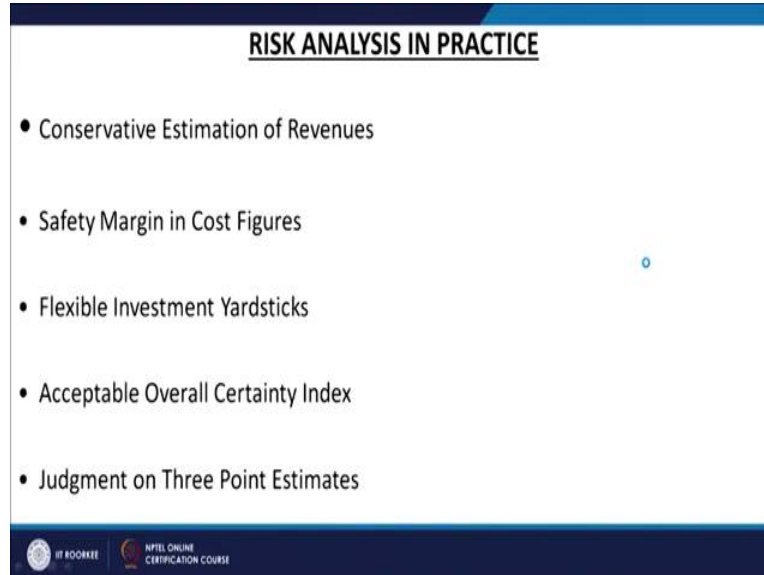 RISK ANALYSIS IN PRACTICE
• Conservative Estimation of Revenues
• Safety Margin in Cost Figures
• Flexible Investment Yardsticks
• Acceptable Overall Certainty Index
• Judgment on Three Point Estimates
IIT ROORKEE
NPTEL ONLINE
CERTIFICATION COURSE